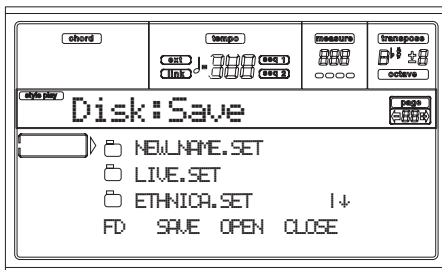 chord tempo measure transpose
ext link seq 1 seq 2
octave
style play Disk:Save page
NEW_NAME.SET
LIVE.SET
ETHNICA.SET
FD SAVE OPEN CLOSE